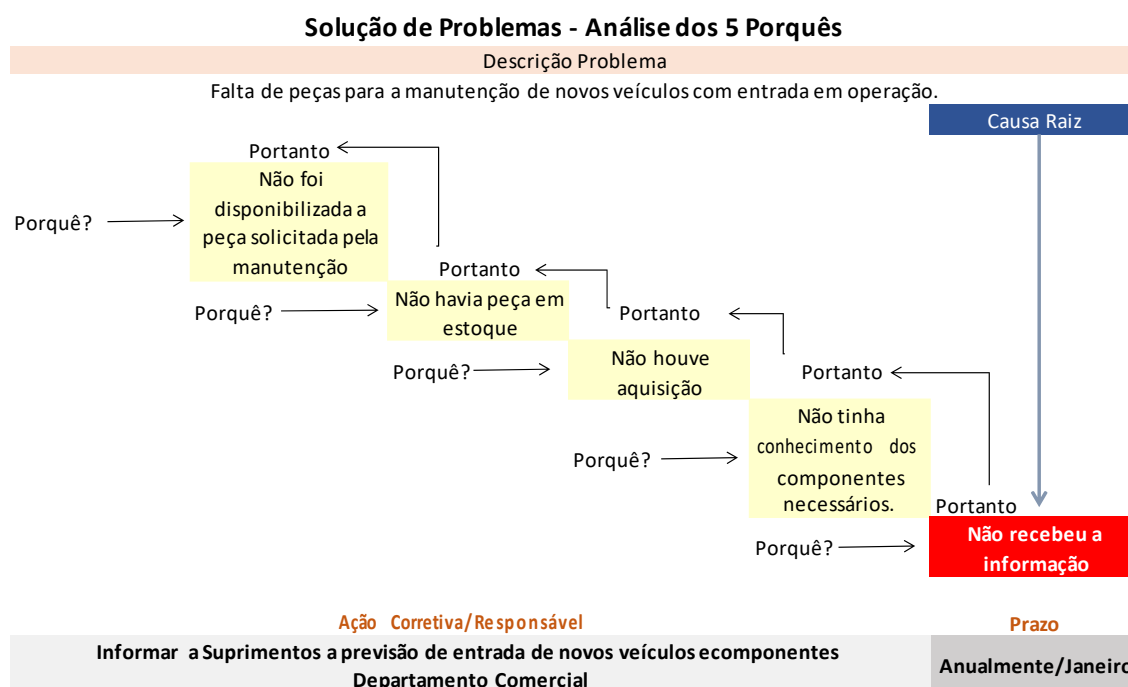 Solução de Problemas - Análise dos 5 Porquês
Descrição Problema
Falta de peças para a manutenção de novos veículos com entrada em operação.
Causa Raiz
Portanto
Porquê?
Não foi
disponibilizada a
peça solicitada pela
manutenção
Portanto
Porquê?
Não havia peça em
estoque
Portanto
Porquê?
Não houve
aquisição
Portanto
Porquê?
Não tinha
conhecimento dos
componentes
necessários.
Portanto
Porquê?
Não recebeu a
informação
Ação Corretiva/Responsável
Prazo
Informar a Suprimentos a previsão de entrada de novos veículos ecomponentes
Departamento Comercial
Anualmente/Janeiro